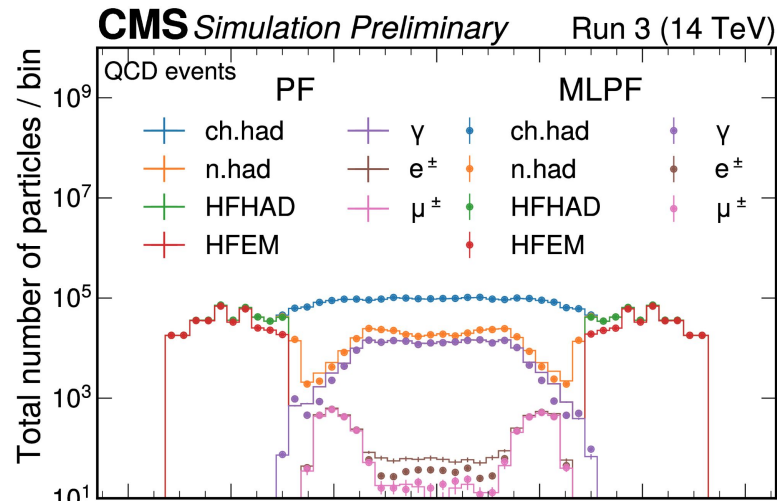 CMS Simulation Preliminary Run 3 (14 TeV)
QCD events
PF MLPF
ch.had γ ch.had γ
n.had e± n.had e±
HFHAD μ± HFHAD μ±
HFEM HFEM
Total number of particles / bin
10⁹
10⁷
10⁵
10³
10¹